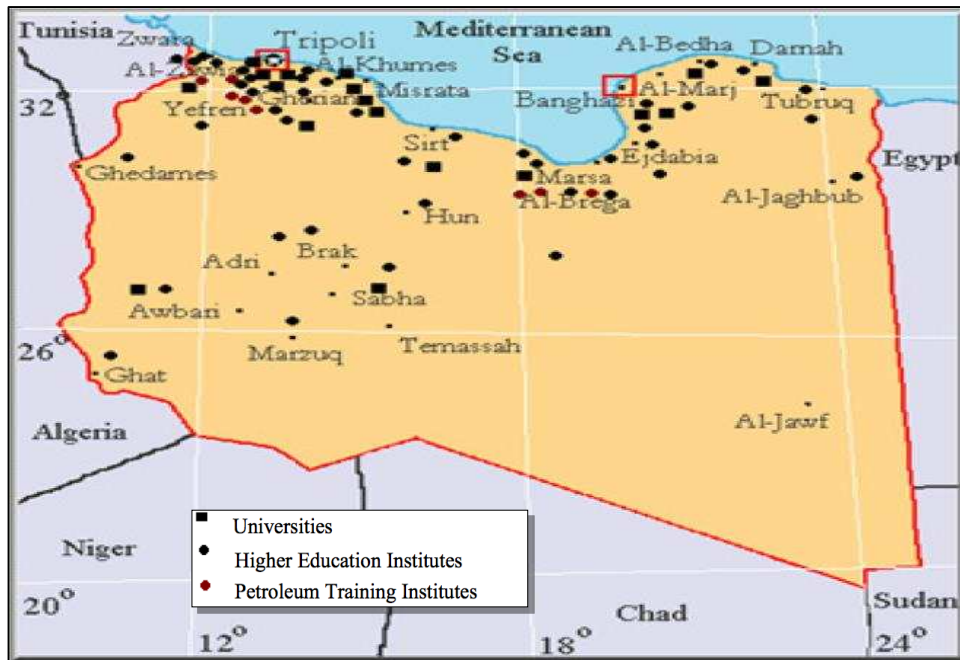 Tunisia
Mediterranean
Sea
Zwara
Tripoli
Al-Bedha
Darnah
Al-Zawia
Al-Khumes
32
Gherian
Misrata
Banghazi
Al-Marj
Tubruq
Yefren
Sirt
Ejdabia
Egypt
Ghedames
Marsa
Al-Brega
Al-Jaghbub
Hun
Adri
Brak
Sabha
Awbari
26°
Marzuq
Temassah
Ghat
Al-Jawf
Algeria
Universities
Niger
Higher Education Institutes
Petroleum Training Institutes
20°
Chad
Sudan
12°
18°
24°